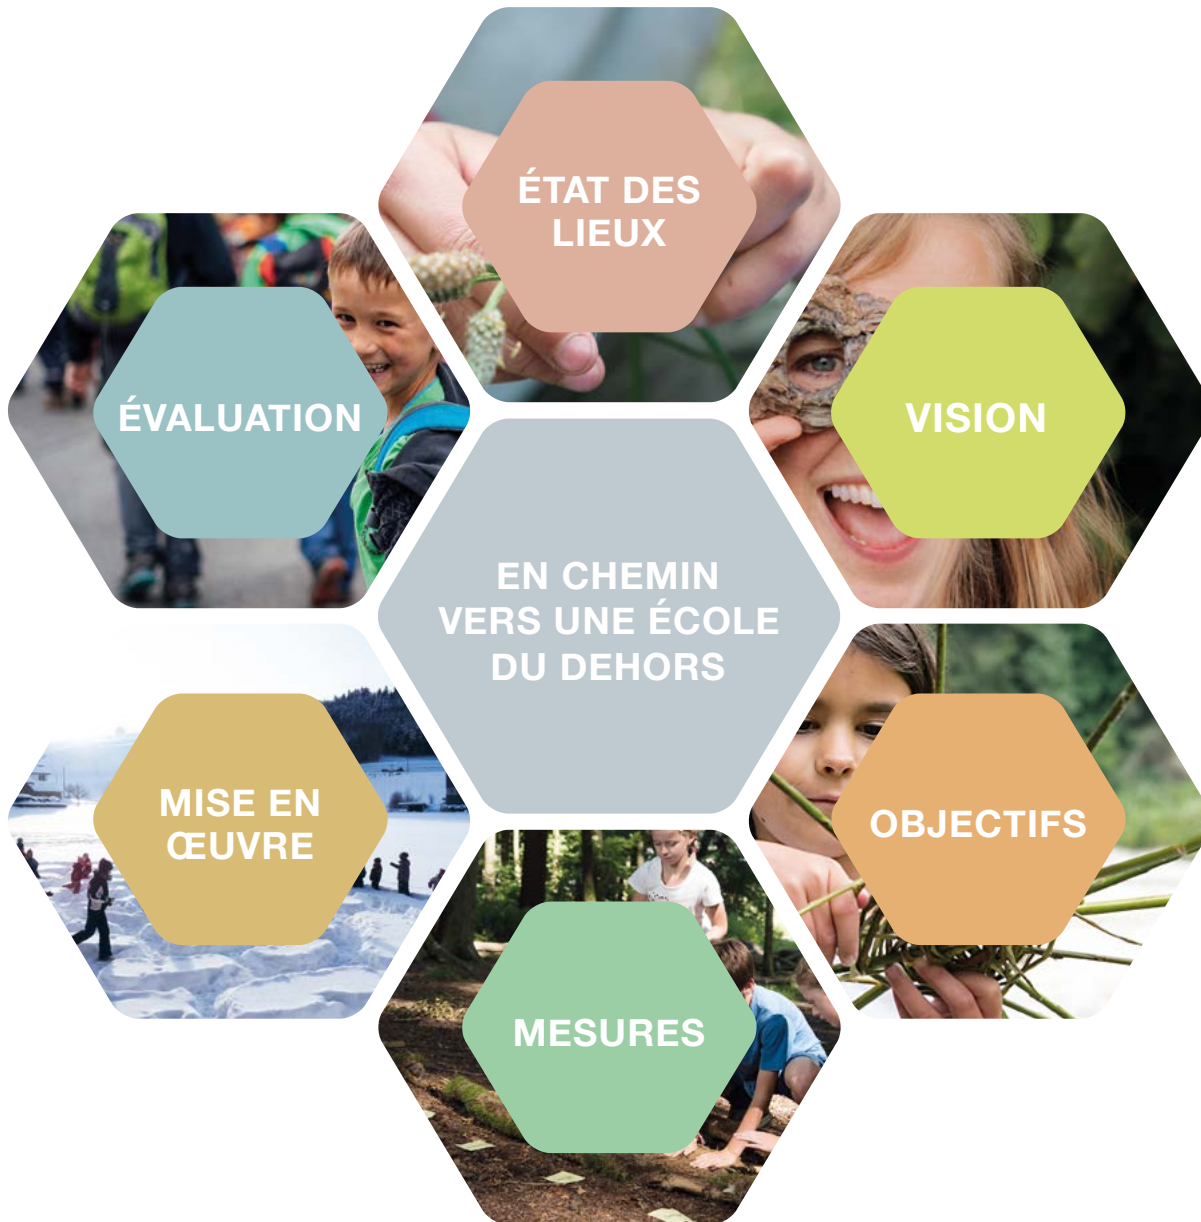 ÉTAT DES
LIEUX
VISION
ÉVALUATION
EN CHEMIN
VERS UNE ÉCOLE
DU DEHORS
OBJECTIFS
MISE EN
ŒUVRE
MESURES